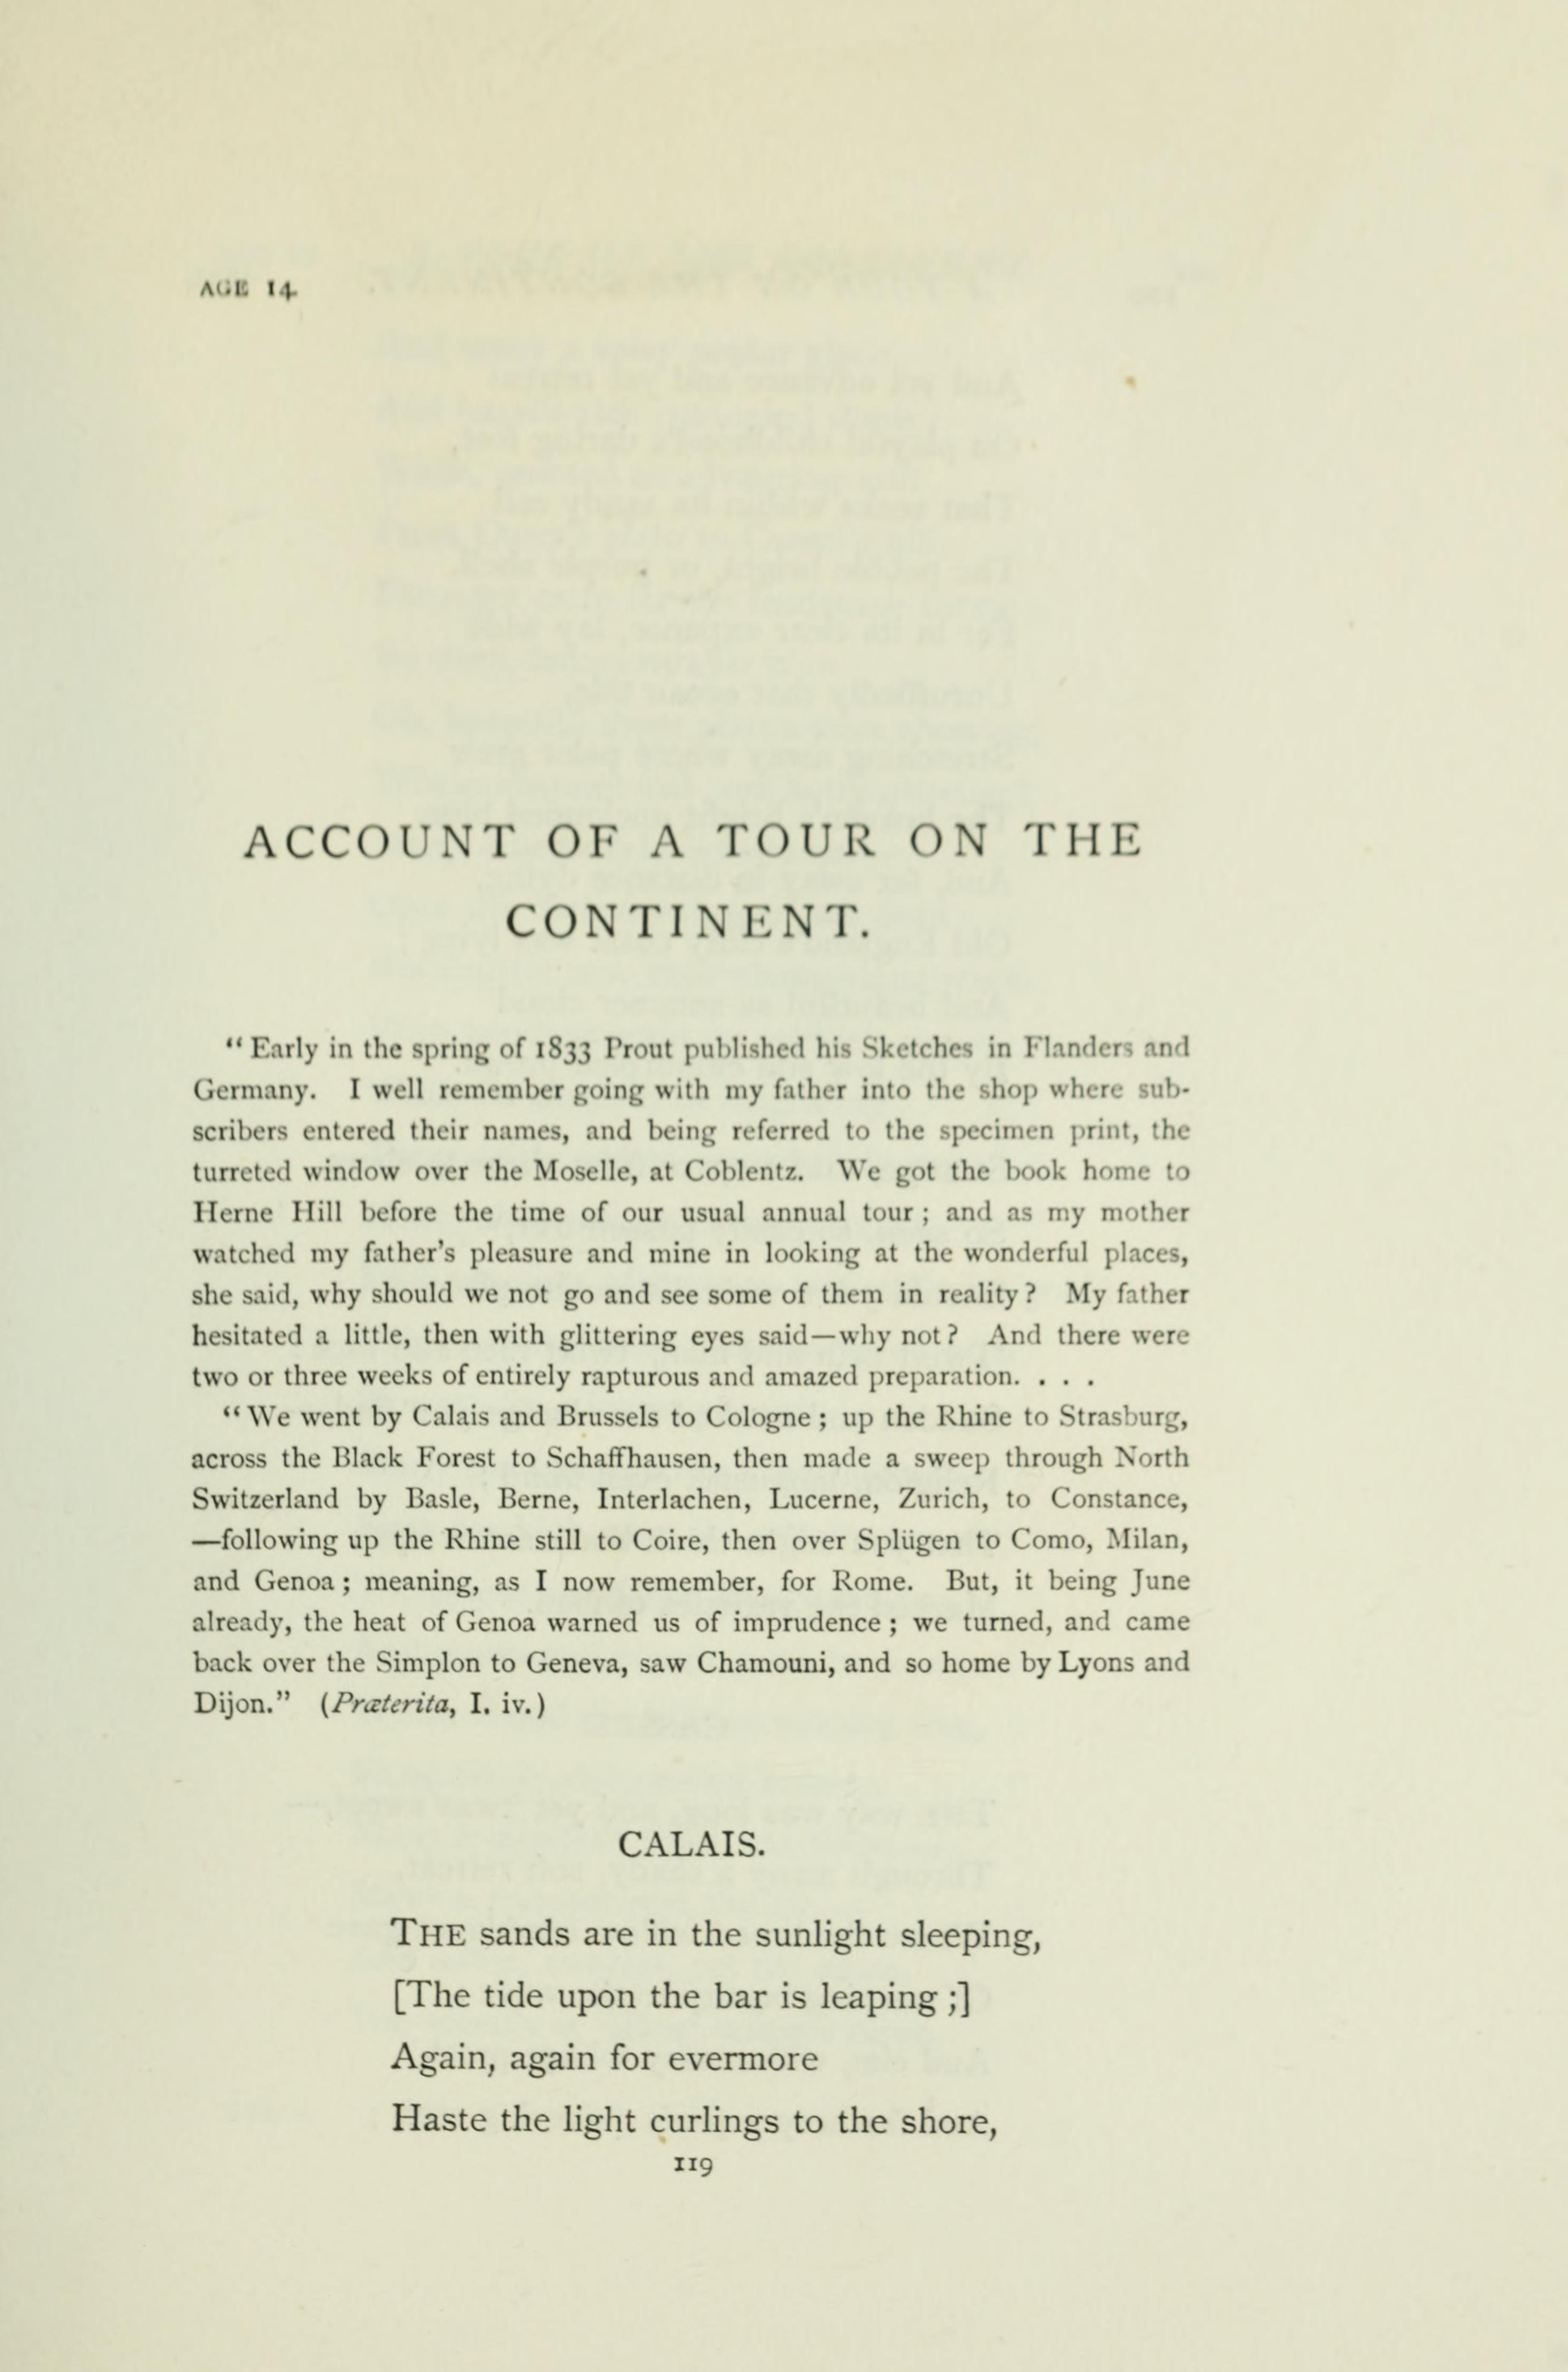 AGE 14
ACCOUNT OF A TOUR ON THE
CONTINENT.
“Early in the spring of 1833 Prout published his Sketches in Flanders and
Germany. I well remember going with my father into the shop where sub-
scribers entered their names, and being referred to the specimen print, the
turreted window over the Moselle, at Coblentz. We got the book home to
Herne Hill before the time of our usual annual tour; and as my mother
watched my father’s pleasure and mine in looking at the wonderful places,
she said, why should we not go and see some of them in reality? My father
hesitated a little, then with glittering eyes said—why not? And there were
two or three weeks of entirely rapturous and amazed preparation. . . .
“We went by Calais and Brussels to Cologne; up the Rhine to Strasburg,
across the Black Forest to Schaffhausen, then made a sweep through North
Switzerland by Basle, Berne, Interlachen, Lucerne, Zurich, to Constance,
—following up the Rhine still to Coire, then over Splügen to Como, Milan,
and Genoa; meaning, as I now remember, for Rome. But, it being June
already, the heat of Genoa warned us of imprudence; we turned, and came
back over the Simplon to Geneva, saw Chamouni, and so home by Lyons and
Dijon.” (Præterita, I. iv.)
CALAIS.
THE sands are in the sunlight sleeping,
[The tide upon the bar is leaping;]
Again, again for evermore
Haste the light curlings to the shore,
119